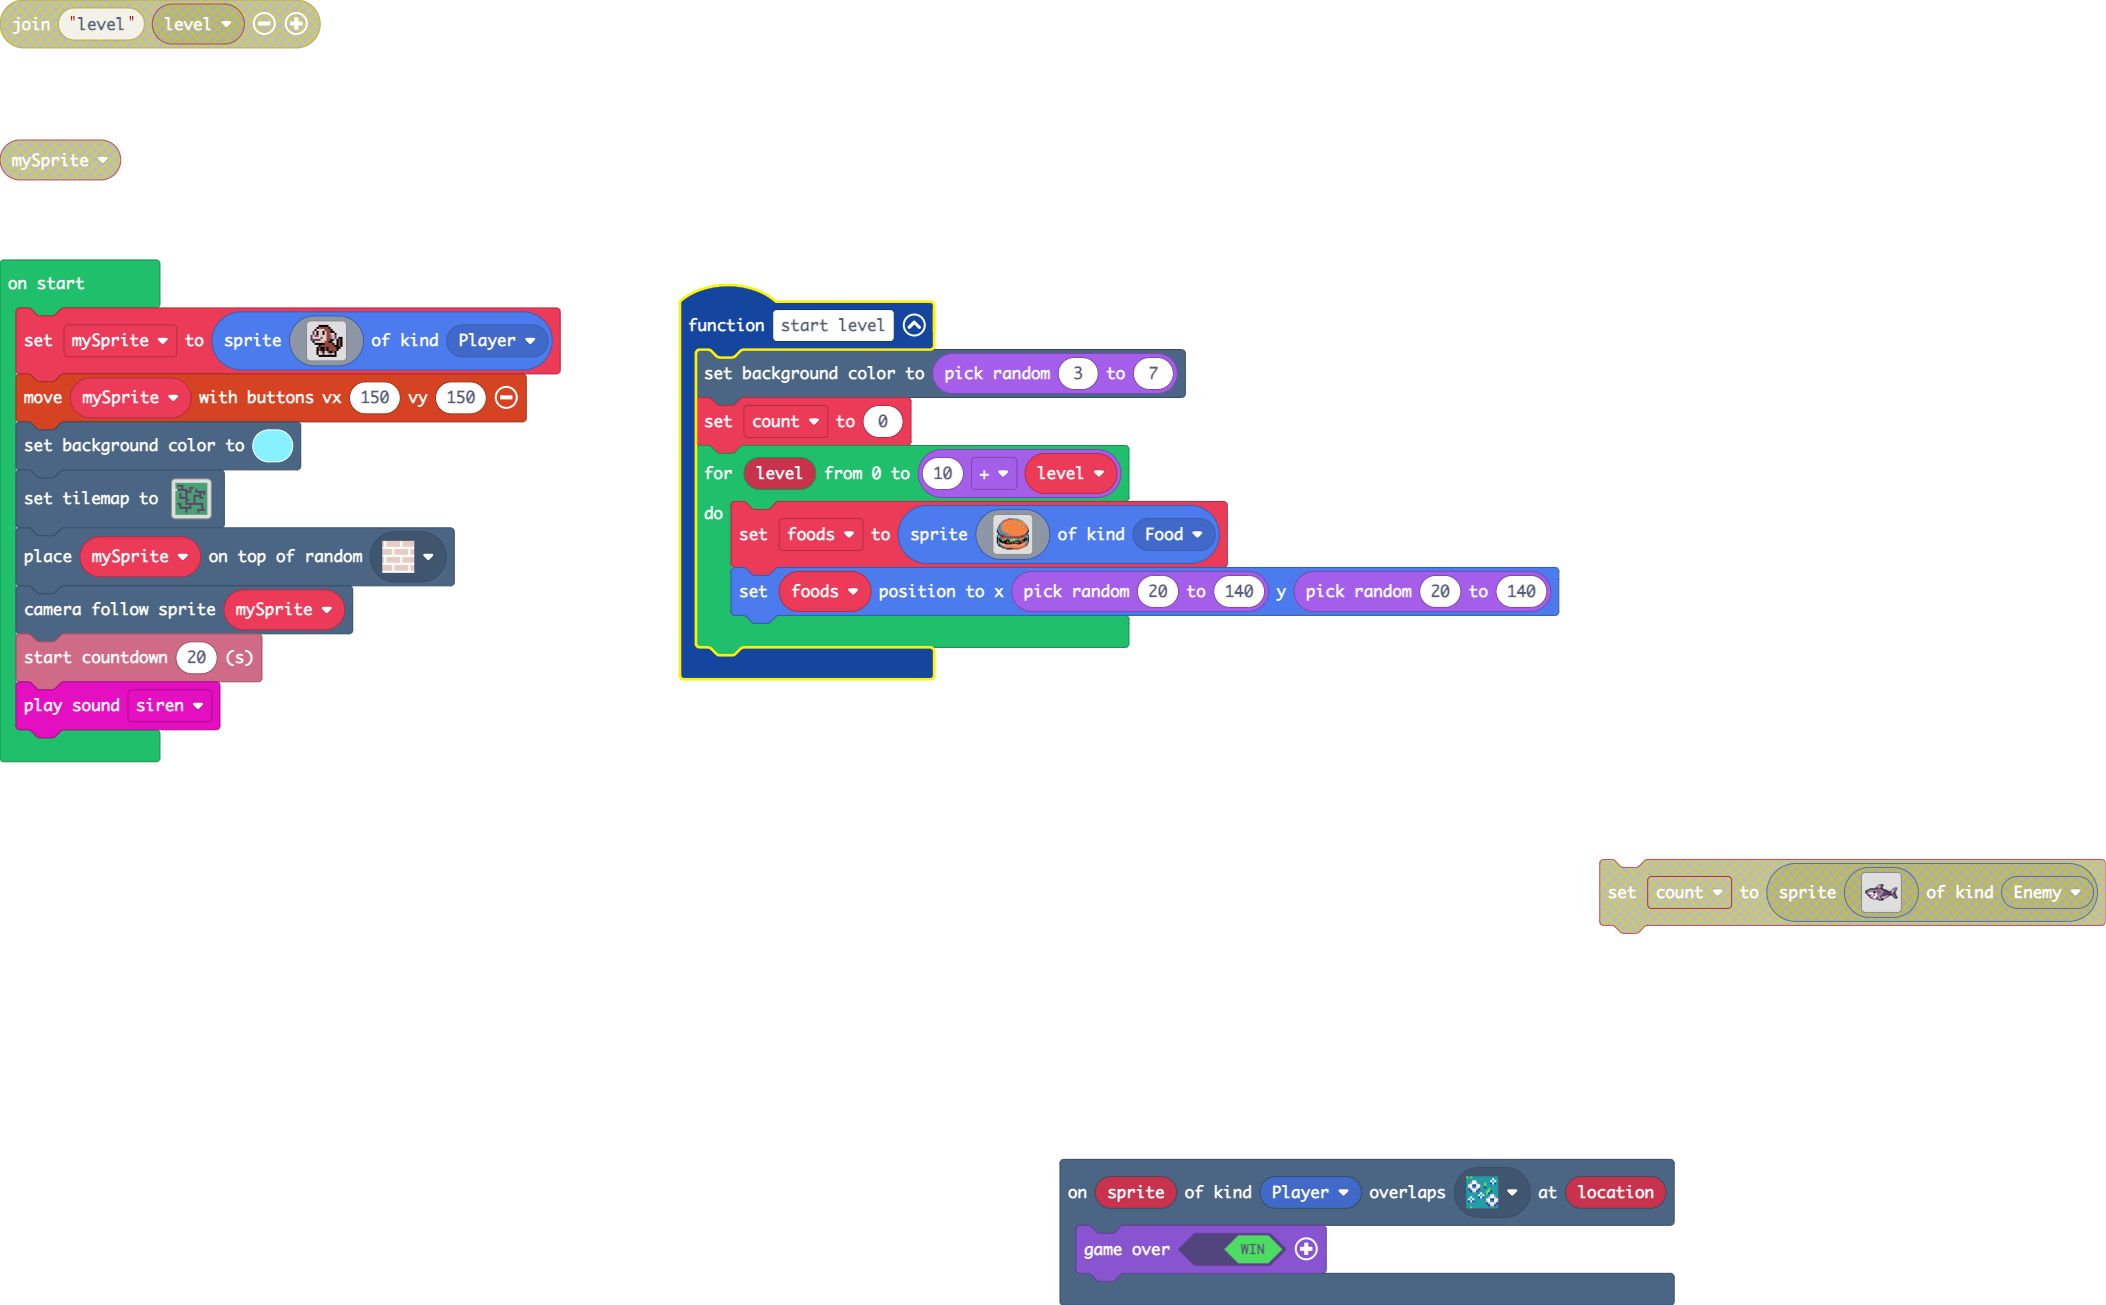 join "level" level
mySprite
on start
set mySprite to sprite of kind Player
move mySprite with buttons vx 150 vy 150
set background color to
set tilemap to
place mySprite on top of random
camera follow sprite mySprite
start countdown 20 (s)
play sound siren
function start level
set background color to pick random 3 to 7
set count to 0
for level from 0 to 10 + level
do
set foods to sprite of kind Food
set foods position to x pick random 20 to 140 y pick random 20 to 140
set count to sprite of kind Enemy
on sprite of kind Player overlaps at location
game over WIN